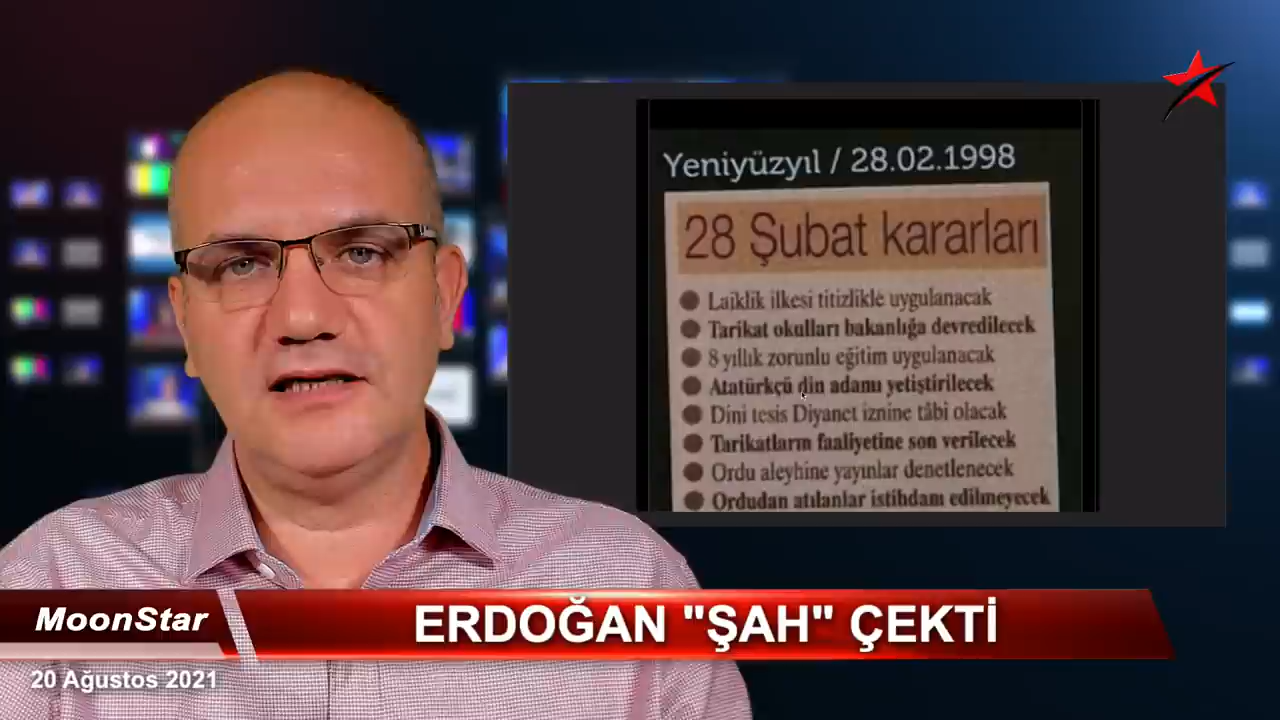 Yeniyüzyıl / 28.02.1998
28 Şubat kararları
Laiklik ilkesi titizlikle uygulanacak
Tarikat okulları bakanlığa devredilecek
8 yıllık zorunlu eğitim uygulanacak
Atatürkçü din adamı yetiştirilecek
Dini tesis Diyanet iznine tâbi olacak
Tarikatların faaliyetine son verilecek
Ordu aleyhine yayınlar denetlenecek
Ordudan atılanlar istihdam edilmeyecek
MoonStar
ERDOĞAN "ŞAH" ÇEKTİ
20 Ağustos 2021